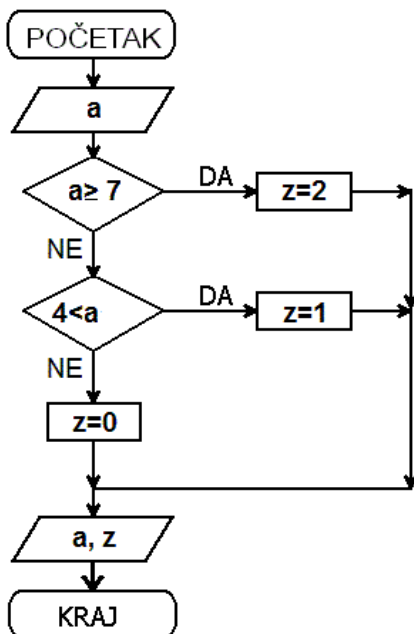 POČETAK
a
a≥ 7
DA
z=2
NE
4<a
DA
z=1
NE
z=0
a, z
KRAJ